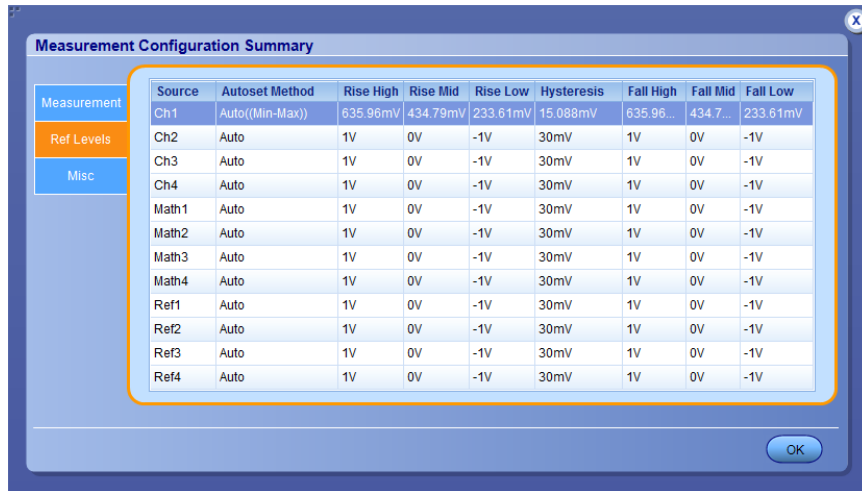 X
Measurement Configuration Summary
Measurement
Ref Levels
Misc
Source Autoset Method Rise High Rise Mid Rise Low Hysteresis Fall High Fall Mid Fall Low
Ch1 Auto((Min-Max)) 635.96mV 434.79mV 233.61mV 15.088mV 635.96... 434.7... 233.61mV
Ch2 Auto 1V 0V -1V 30mV 1V 0V -1V
Ch3 Auto 1V 0V -1V 30mV 1V 0V -1V
Ch4 Auto 1V 0V -1V 30mV 1V 0V -1V
Math1 Auto 1V 0V -1V 30mV 1V 0V -1V
Math2 Auto 1V 0V -1V 30mV 1V 0V -1V
Math3 Auto 1V 0V -1V 30mV 1V 0V -1V
Math4 Auto 1V 0V -1V 30mV 1V 0V -1V
Ref1 Auto 1V 0V -1V 30mV 1V 0V -1V
Ref2 Auto 1V 0V -1V 30mV 1V 0V -1V
Ref3 Auto 1V 0V -1V 30mV 1V 0V -1V
Ref4 Auto 1V 0V -1V 30mV 1V 0V -1V
OK